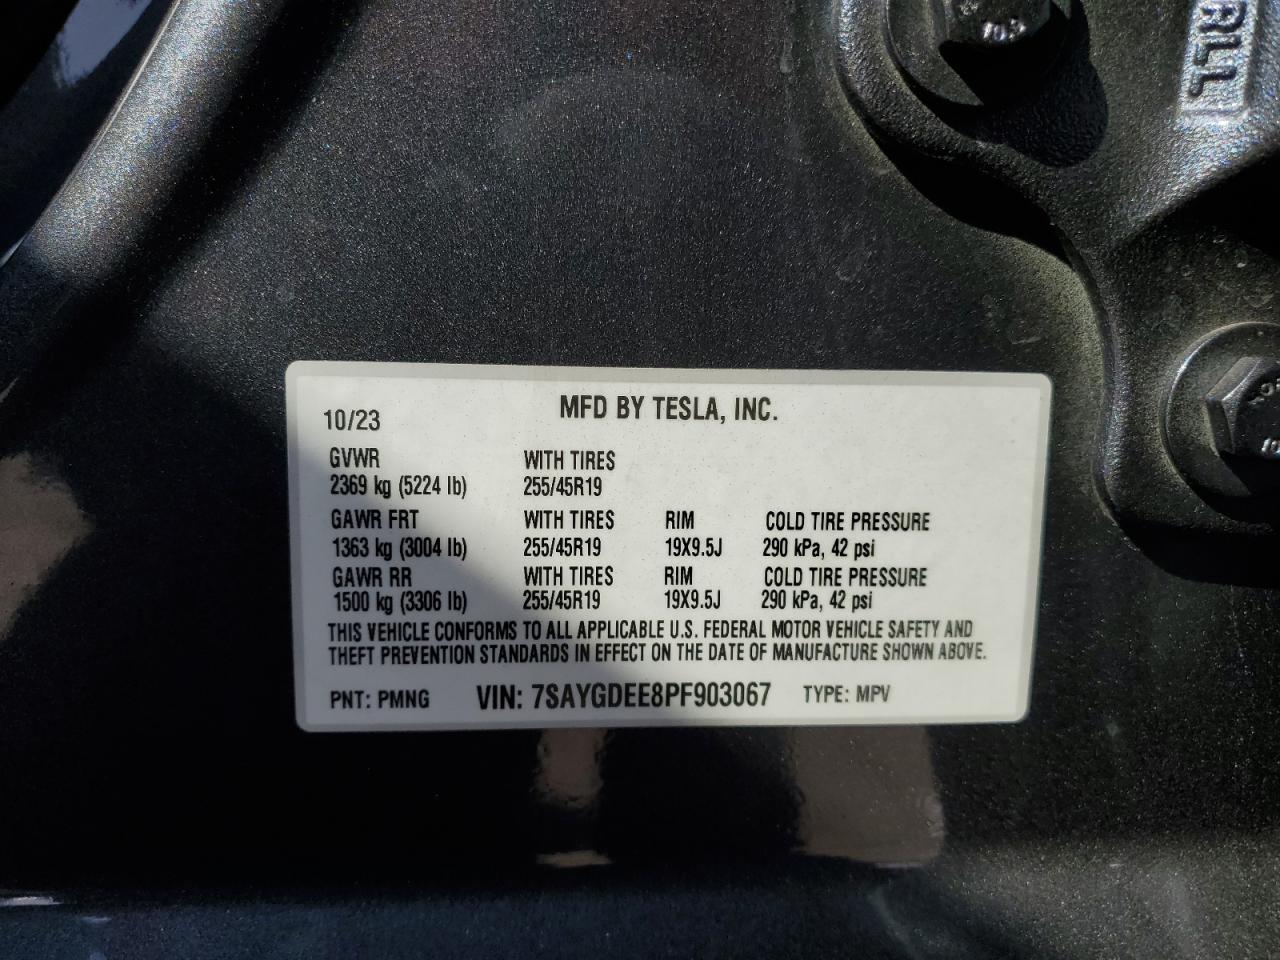 RLL
10.9
MFD BY TESLA, INC.
10/23
GVWR WITH TIRES
2369 kg (5224 lb) 255/45R19
GAWR FRT WITH TIRES RIM COLD TIRE PRESSURE
1363 kg (3004 lb) 255/45R19 19X9.5J 290 kPa, 42 psi
GAWR RR WITH TIRES RIM COLD TIRE PRESSURE
1500 kg (3306 lb) 255/45R19 19X9.5J 290 kPa, 42 psi
THIS VEHICLE CONFORMS TO ALL APPLICABLE U.S. FEDERAL MOTOR VEHICLE SAFETY AND
THEFT PREVENTION STANDARDS IN EFFECT ON THE DATE OF MANUFACTURE SHOWN ABOVE.
PNT: PMNG VIN: 7SAYGDEE8PF903067 TYPE: MPV